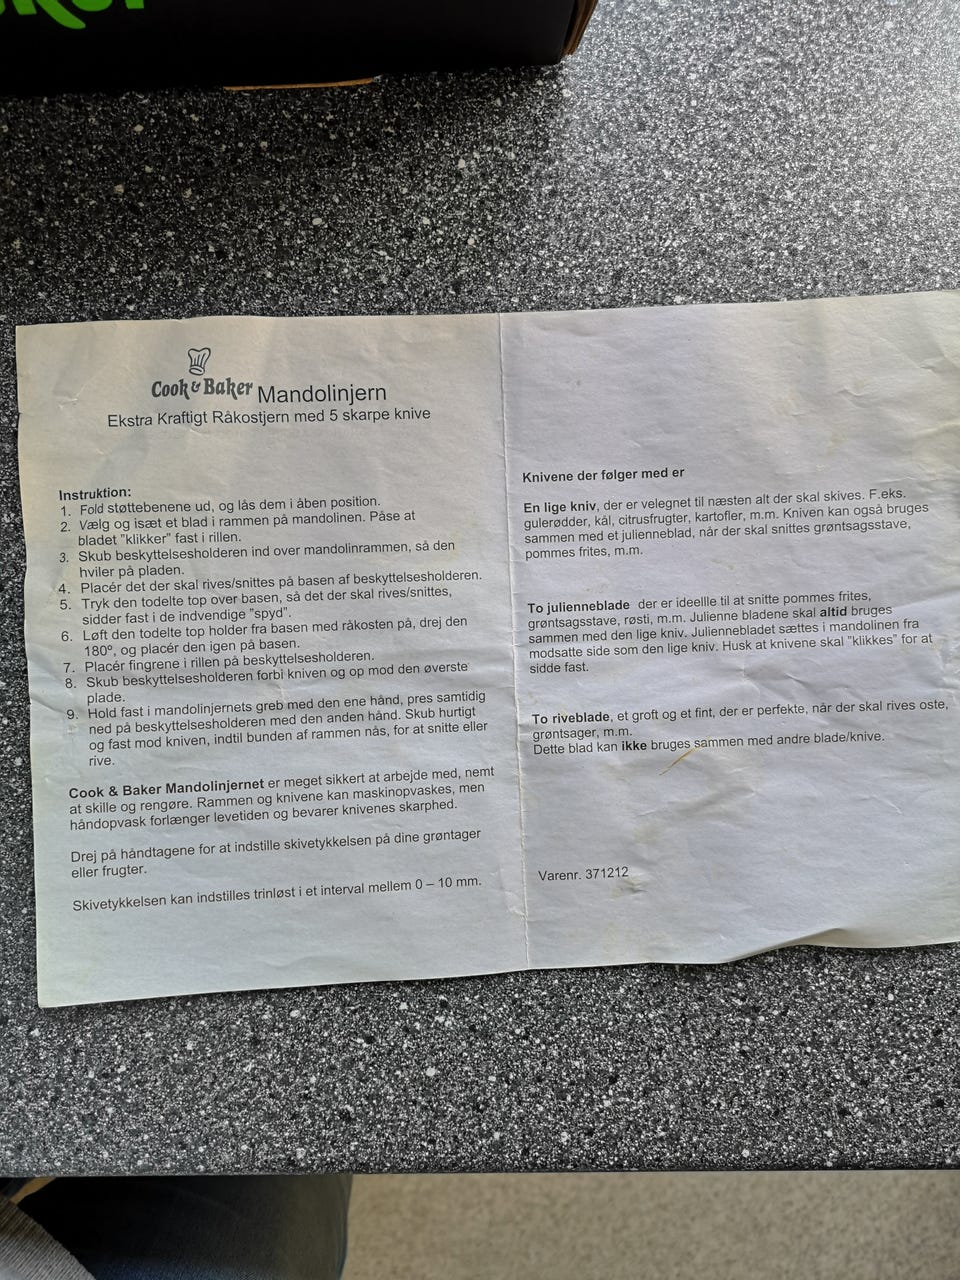 Cook & Baker Mandolinjern
Ekstra Kraftigt Råkostjern med 5 skarpe knive
Instruktion:
1. Fold støttebenene ud, og lås dem i åben position.
2. Vælg og isæt et blad i rammen på mandolinen. Påse at
bladet "klikker" fast i rillen.
3. Skub beskyttelsesholderen ind over mandolinrammen, så den
hviler på pladen.
4. Placér det der skal rives/snittes på basen af beskyttelsesholderen.
5. Tryk den todelte top over basen, så det der skal rives/snittes,
sidder fast i de indvendige "spyd".
6. Løft den todelte top holder fra basen med råkosten på, drej den
180º, og placér den igen på basen.
7. Placér fingrene i rillen på beskyttelsesholderen.
8. Skub beskyttelsesholderen forbi kniven og op mod den øverste
plade.
9. Hold fast i mandolinjernets greb med den ene hånd, pres samtidig
ned på beskyttelsesholderen med den anden hånd. Skub hurtigt
og fast mod kniven, indtil bunden af rammen nås, for at snitte eller
rive.
Cook & Baker Mandolinjernet er meget sikkert at arbejde med, nemt
at skille og rengøre. Rammen og knivene kan maskinopvaskes, men
håndopvask forlænger levetiden og bevarer knivenes skarphed.
Drej på håndtagene for at indstille skivetykkelsen på dine grøntager
eller frugter.
Skivetykkelsen kan indstilles trinløst i et interval mellem 0 – 10 mm.
Knivene der følger med er
En lige kniv, der er velegnet til næsten alt der skal skives. F.eks.
gulerødder, kål, citrusfrugter, kartofler, m.m. Kniven kan også bruges
sammen med et julienneblad, når der skal snittes grøntsagsstave,
pommes frites, m.m.
To julienneblade der er ideellle til at snitte pommes frites,
grøntsagsstave, røsti, m.m. Julienne bladene skal altid bruges
sammen med den lige kniv. Juliennebladet sættes i mandolinen fra
modsatte side som den lige kniv. Husk at knivene skal "klikkes" for at
sidde fast.
To riveblade, et groft og et fint, der er perfekte, når der skal rives oste,
grøntsager, m.m.
Dette blad kan ikke bruges sammen med andre blade/knive.
Varenr. 371212